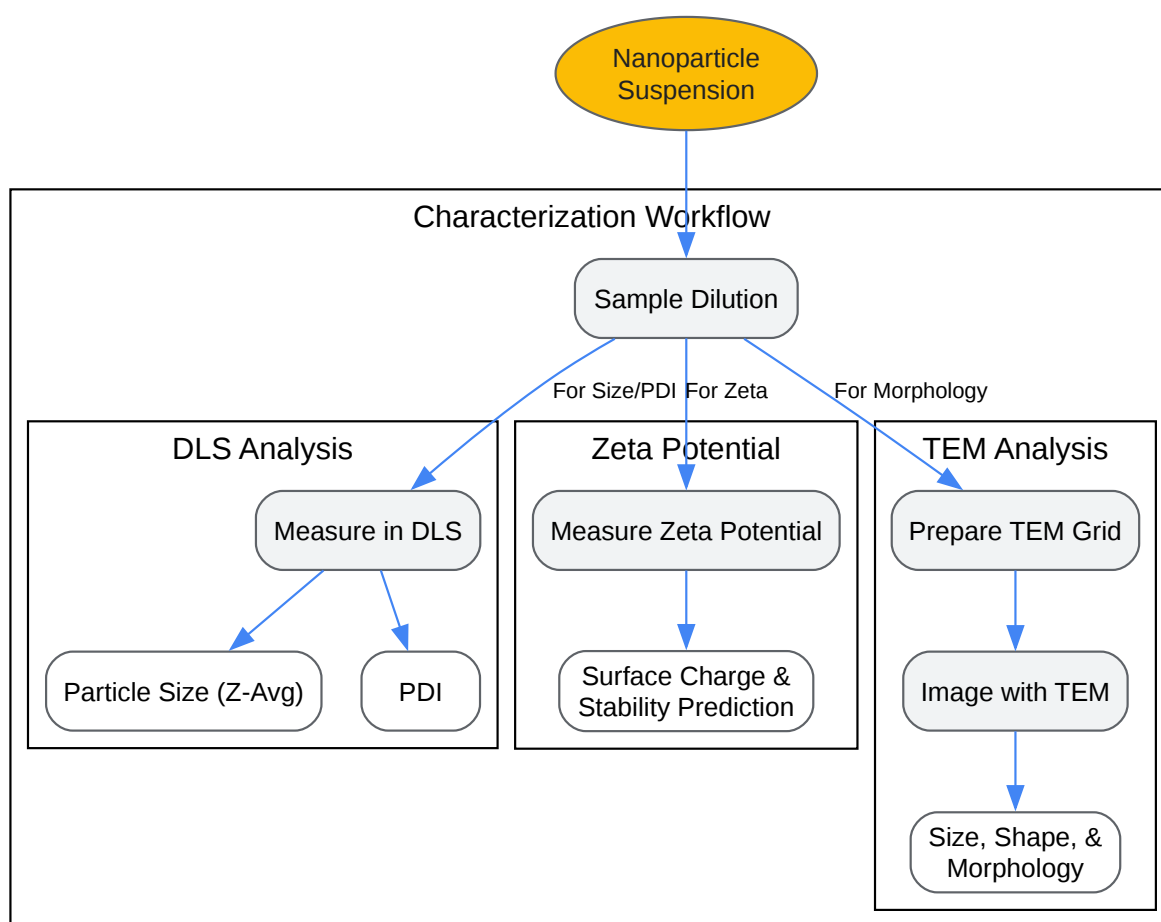 Nanoparticle
Suspension
Characterization Workflow
Sample Dilution
For Size/PDI
For Zeta
For Morphology
DLS Analysis
Zeta Potential
TEM Analysis
Measure in DLS
Measure Zeta Potential
Prepare TEM Grid
Particle Size (Z-Avg)
PDI
Surface Charge &
Stability Prediction
Image with TEM
Size, Shape, &
Morphology